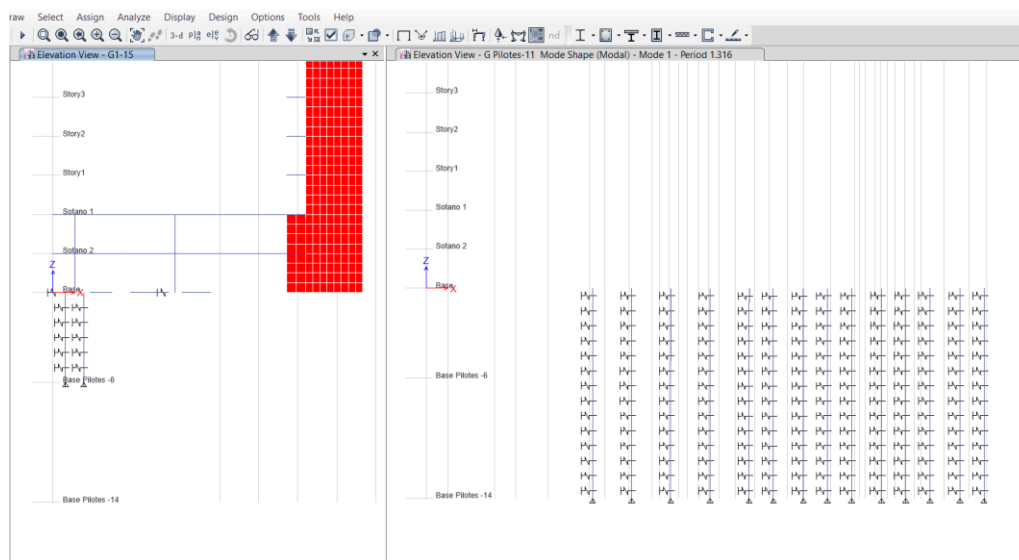 raw Select Assign Analyze Display Design Options Tools Help
3-d
nd
Elevation View - G1-15
Elevation View - G Pilotes-11 Mode Shape (Modal) - Mode 1 - Period 1.316
Story3
Story2
Story1
Sotano 1
Sotano 2
Z
Base
X
Base Pilotes -6
Base Pilotes -14
Story3
Story2
Story1
Sotano 1
Sotano 2
Z
Base
X
Base Pilotes -6
Base Pilotes -14